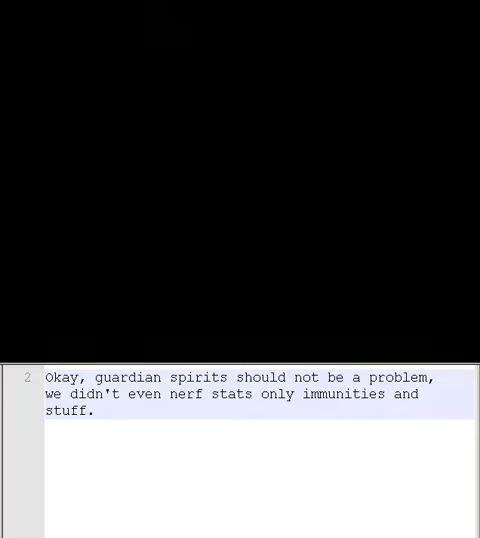 2
Okay, guardian spirits should not be a problem,
we didn't even nerf stats only immunities and
stuff.